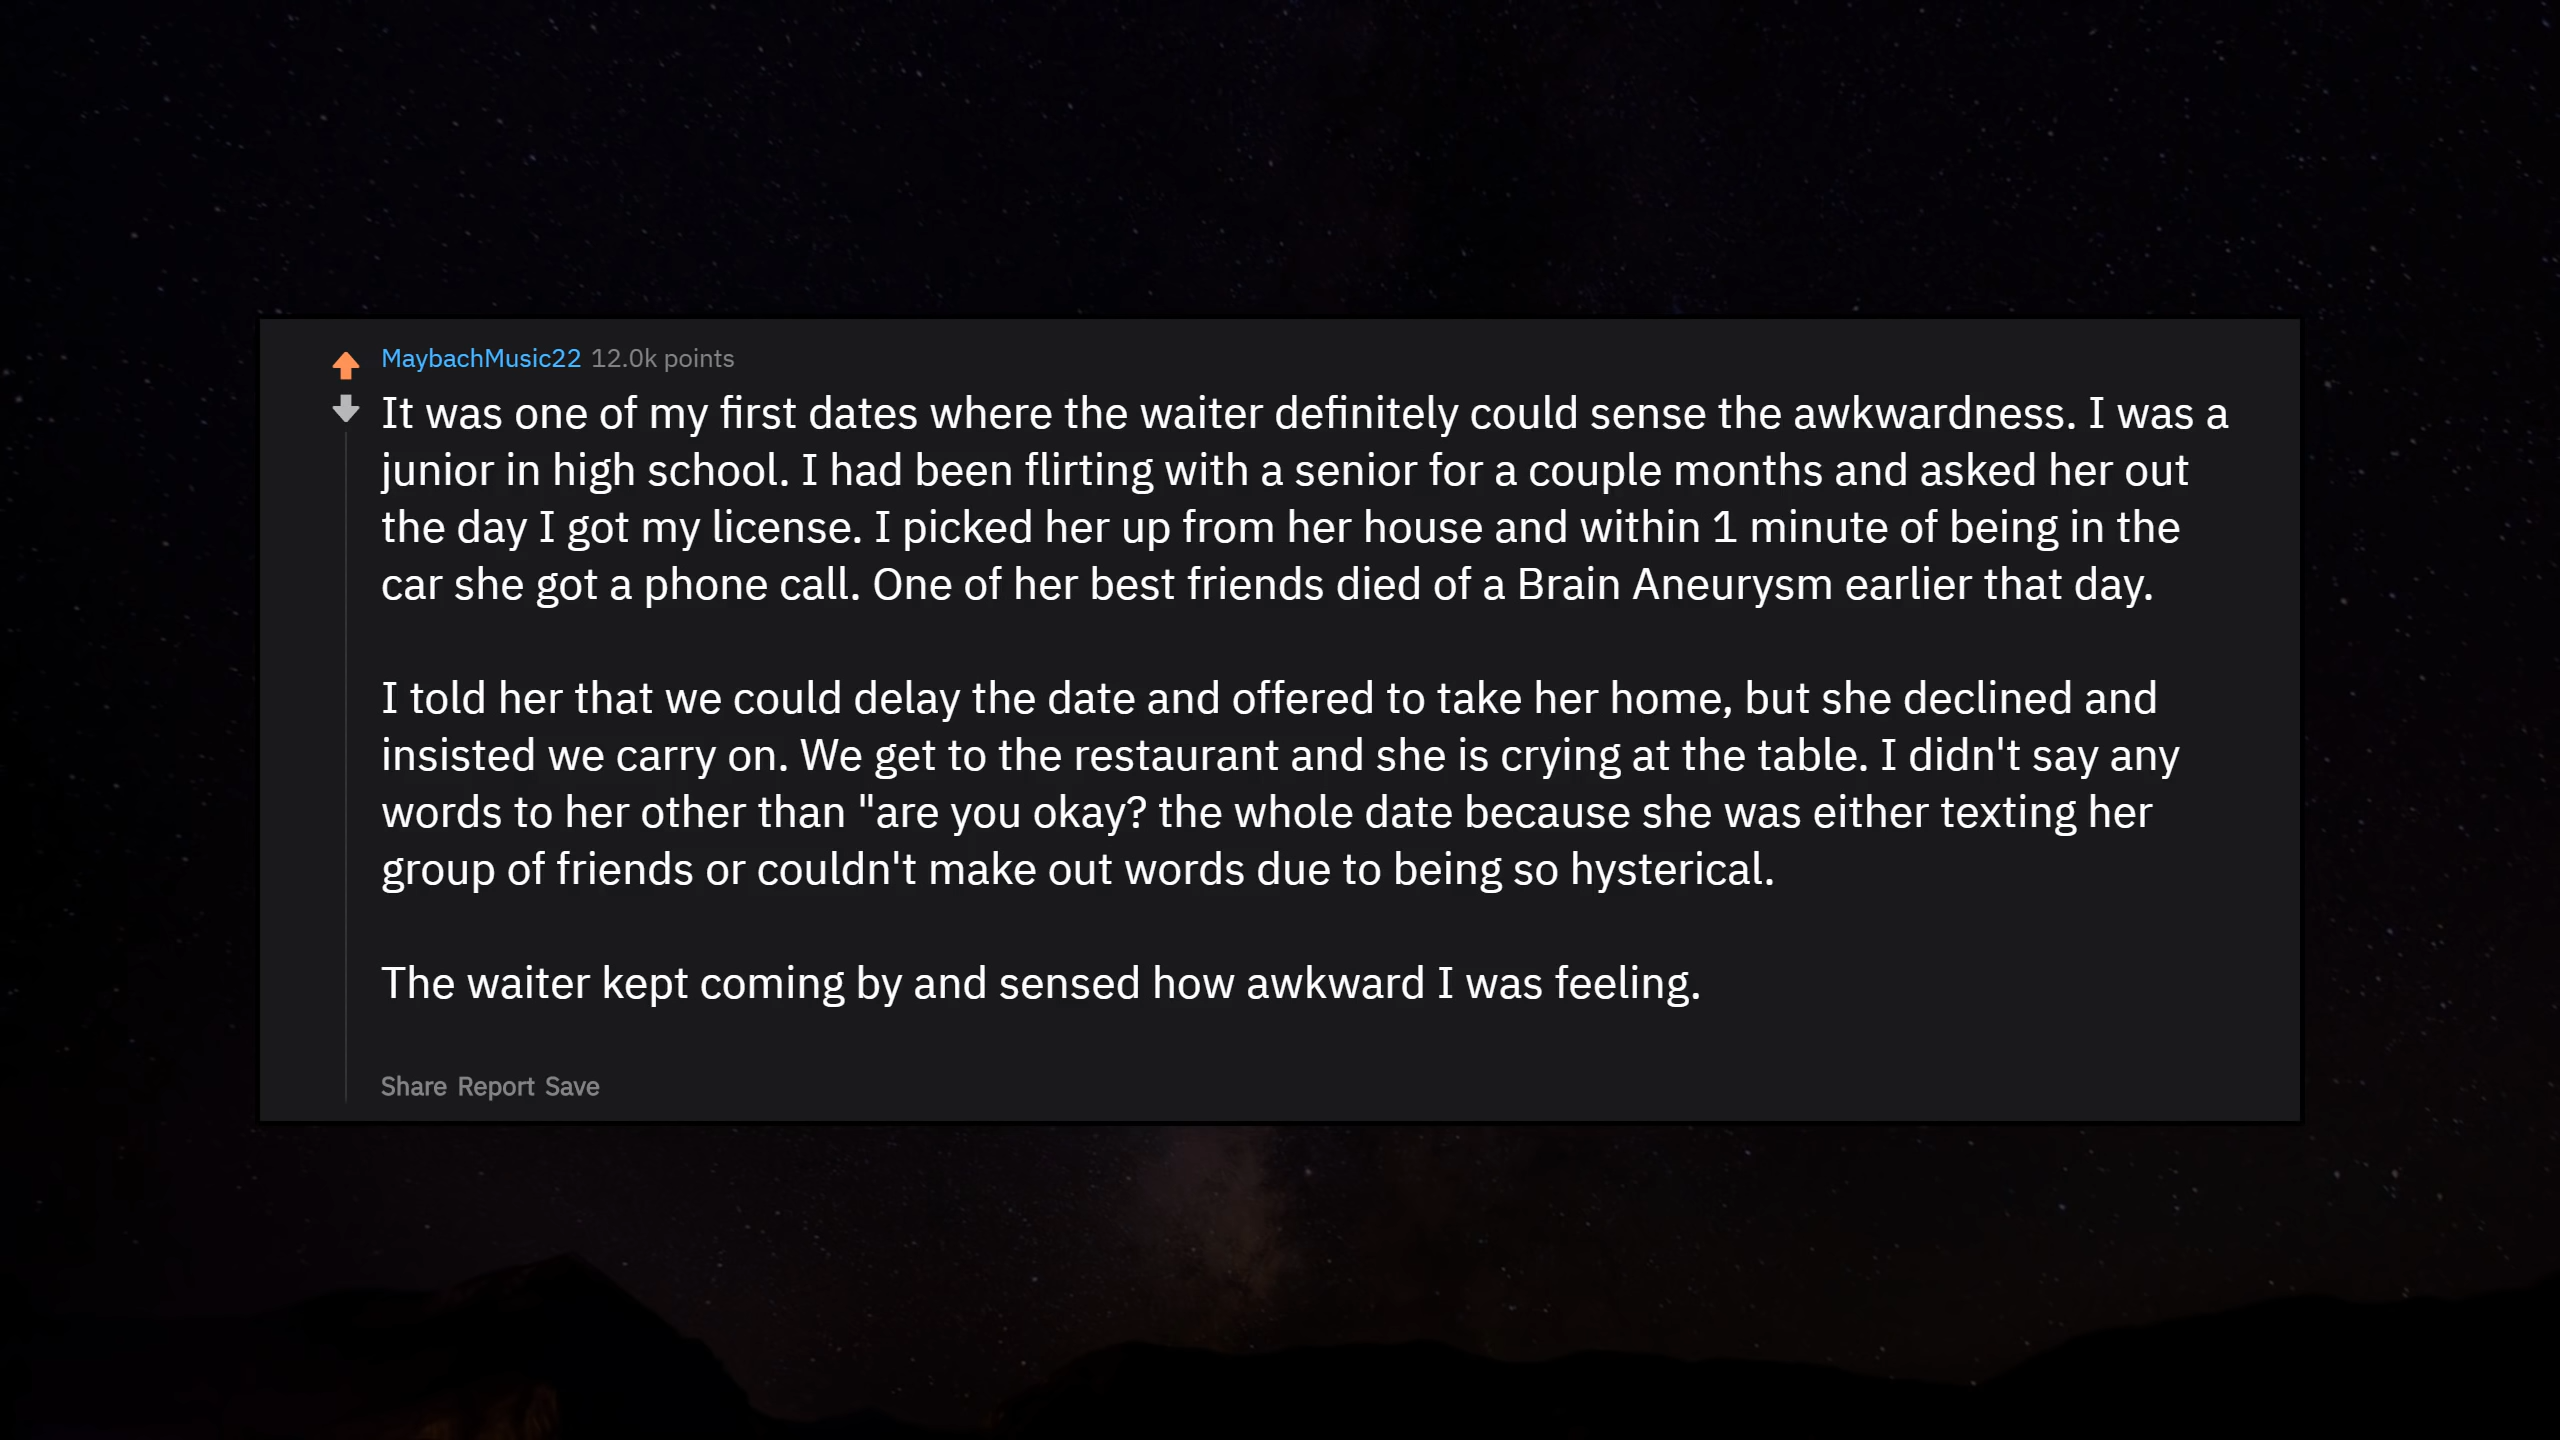 MaybachMusic22 12.0k points
It was one of my first dates where the waiter definitely could sense the awkwardness. I was a
junior in high school. I had been flirting with a senior for a couple months and asked her out
the day I got my license. I picked her up from her house and within 1 minute of being in the
car she got a phone call. One of her best friends died of a Brain Aneurysm earlier that day.
I told her that we could delay the date and offered to take her home, but she declined and
insisted we carry on. We get to the restaurant and she is crying at the table. I didn't say any
words to her other than "are you okay? the whole date because she was either texting her
group of friends or couldn't make out words due to being so hysterical.
The waiter kept coming by and sensed how awkward I was feeling.
Share Report Save